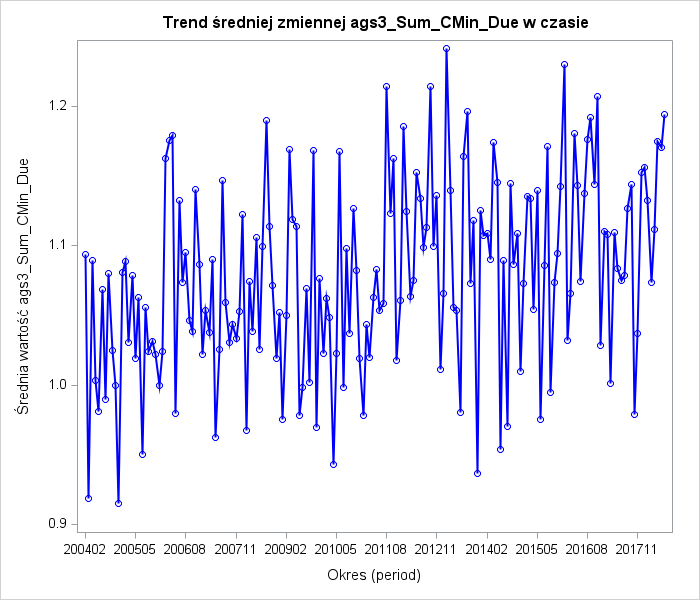 Trend średniej zmiennej ags3_Sum_CMin_Due w czasie
Średnia wartość ags3_Sum_CMin_Due
1.2
1.1
1.0
0.9
200402 200505 200608 200711 200902 201005 201108 201211 201402 201505 201608 201711
Okres (period)